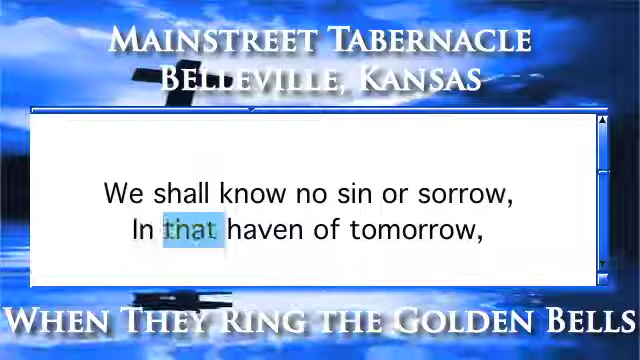 Mainstreet Tabernacle
Belleville, Kansas
We shall know no sin or sorrow,
In that haven of tomorrow,
When They Ring the Golden Bells